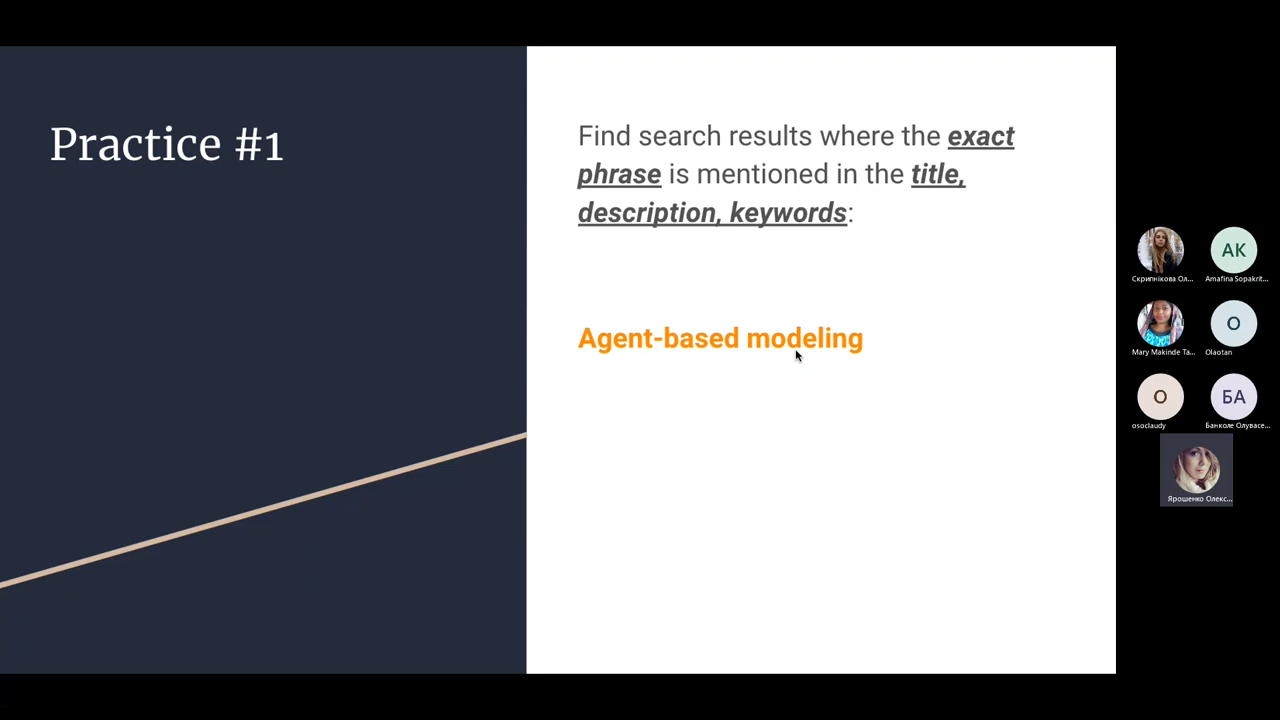 Practice #1
Find search results where the exact
phrase is mentioned in the title,
description, keywords:
Agent-based modeling
AK
Скрипнікова Ол...
Amafina Sopakrit...
O
Mary Makinde Ta...
Olaotan
O
БА
osoclaudy
Банколе Олувасе...
Ярошенко Олекс...